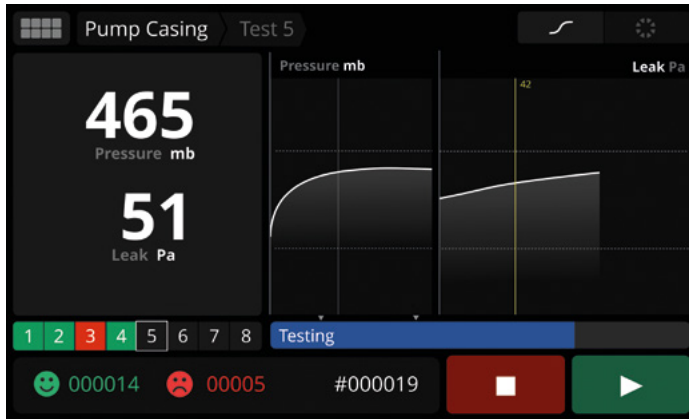 Pump Casing Test 5
Pressure mb
Leak Pa
42
465
Pressure mb
51
Leak Pa
1 2 3 4 5 6 7 8
Testing
000014 00005 #000019